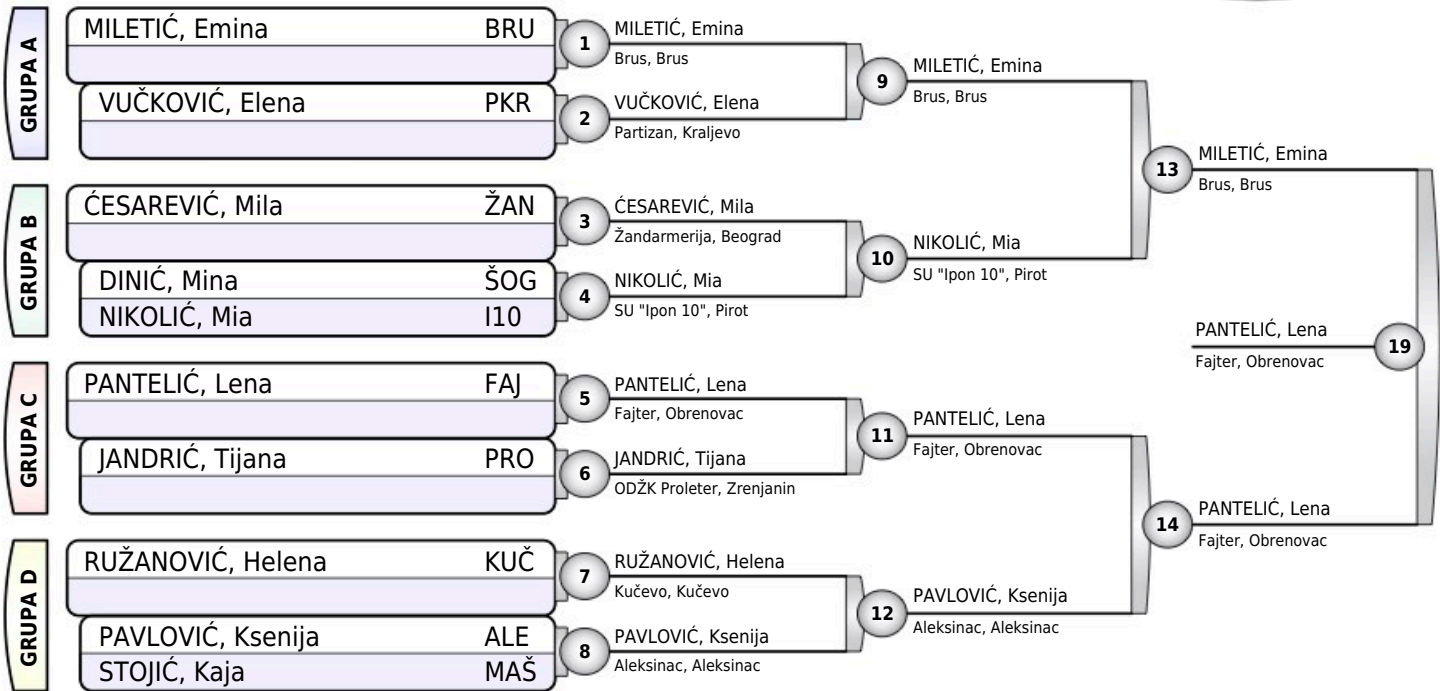 GRUPA A
MILETIĆ, Emina BRU
VUČKOVIĆ, Elena PKR
GRUPA B
ĆESAREVIĆ, Mila ŽAN
DINIĆ, Mina ŠOG
NIKOLIĆ, Mia I10
GRUPA C
PANTELIĆ, Lena FAJ
JANDRIĆ, Tijana PRO
GRUPA D
RUŽANOVIĆ, Helena KUČ
PAVLOVIĆ, Ksenija ALE
STOJIĆ, Kaja MAŠ
1
MILETIĆ, Emina
Brus, Brus
2
VUČKOVIĆ, Elena
Partizan, Kraljevo
3
ĆESAREVIĆ, Mila
Žandarmerija, Beograd
4
NIKOLIĆ, Mia
SU "Ipon 10", Pirot
5
PANTELIĆ, Lena
Fajter, Obrenovac
6
JANDRIĆ, Tijana
ODŽK Proleter, Zrenjanin
7
RUŽANOVIĆ, Helena
Kučevo, Kučevo
8
PAVLOVIĆ, Ksenija
Aleksinac, Aleksinac
9
MILETIĆ, Emina
Brus, Brus
10
NIKOLIĆ, Mia
SU "Ipon 10", Pirot
11
PANTELIĆ, Lena
Fajter, Obrenovac
12
PAVLOVIĆ, Ksenija
Aleksinac, Aleksinac
13
MILETIĆ, Emina
Brus, Brus
14
PANTELIĆ, Lena
Fajter, Obrenovac
PANTELIĆ, Lena
Fajter, Obrenovac
19